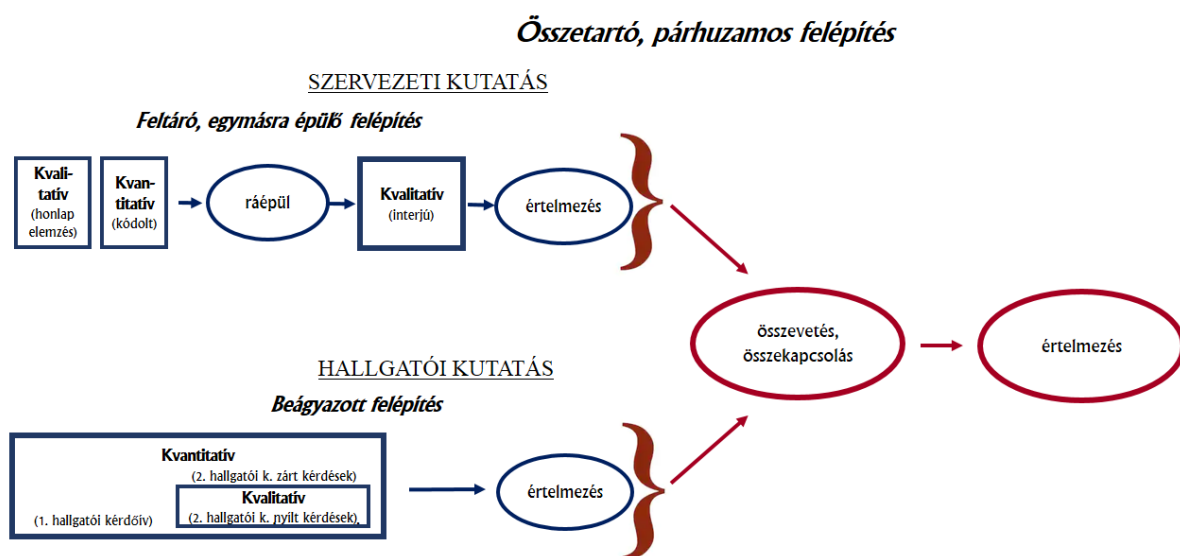 Összetartó, párhuzamos felépítés
SZERVEZETI KUTATÁS
Feltáró, egymásra épülő felépítés
Kvali-
tatív
(honlap
elemzés)
Kvan-
titatív
(kódolt)
ráépül
Kvalitatív
(interjú)
értelmezés
összevetés,
összekapcsolás
értelmezés
HALLGATÓI KUTATÁS
Beágyazott felépítés
Kvantitatív
(2. hallgatói k. zárt kérdések)
Kvalitatív
(1. hallgatói kérdőív)
(2. hallgatói k. nyílt kérdések)
értelmezés